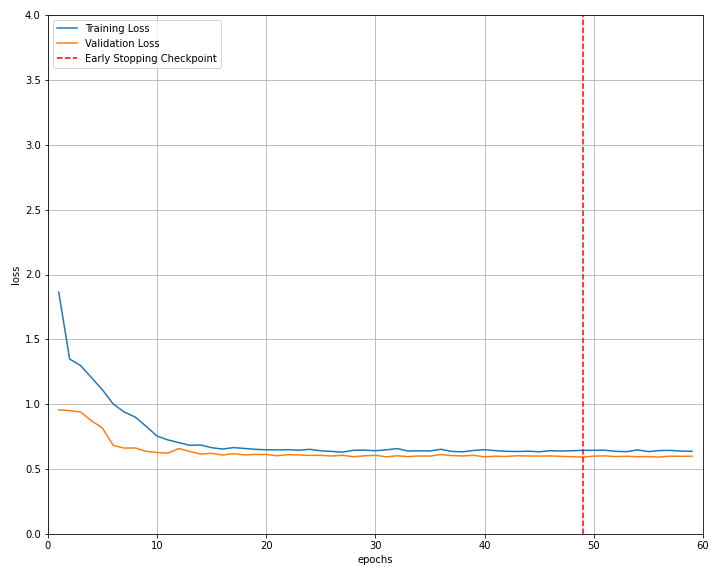 4.0
3.5
3.0
2.5
2.0
1.5
1.0
0.5
0.0
loss
Training Loss
Validation Loss
Early Stopping Checkpoint
0 10 20 30 40 50 60
epochs